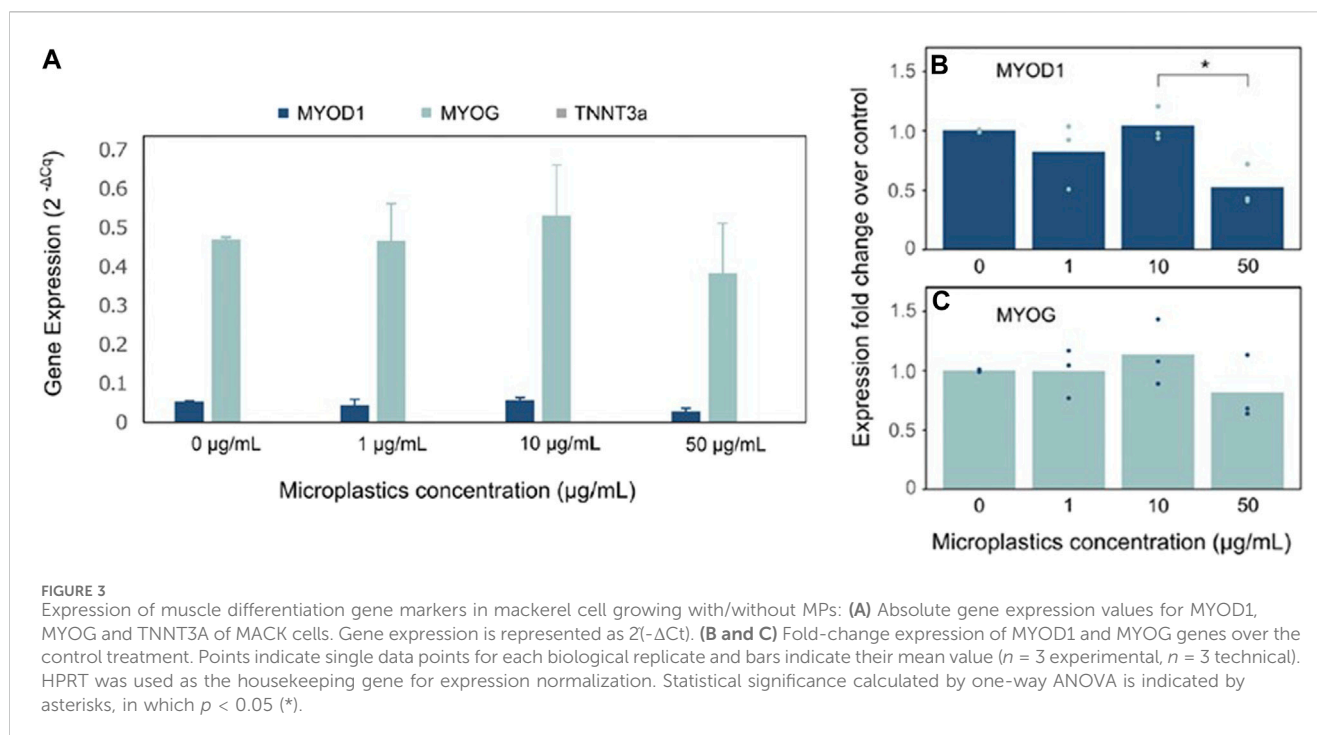 A
MYOD1 MYOG TNNT3a
Gene Expression (2 -ΔCq)
0.7
0.6
0.5
0.4
0.3
0.2
0.1
0
0 µg/mL 1 µg/mL 10 µg/mL 50 µg/mL
Microplastics concentration (µg/mL)
B
MYOD1
*
Expression fold change over control
1.5
1.0
0.5
0
0 1 10 50
C
MYOG
1.5
1.0
0.5
0
0 1 10 50
Microplastics concentration (µg/mL)
FIGURE 3
Expression of muscle differentiation gene markers in mackerel cell growing with/without MPs: (A) Absolute gene expression values for MYOD1,
MYOG and TNNT3A of MACK cells. Gene expression is represented as 2̂(-ΔCt). (B and C) Fold-change expression of MYOD1 and MYOG genes over the
control treatment. Points indicate single data points for each biological replicate and bars indicate their mean value (n = 3 experimental, n = 3 technical).
HPRT was used as the housekeeping gene for expression normalization. Statistical significance calculated by one-way ANOVA is indicated by
asterisks, in which p < 0.05 (*).